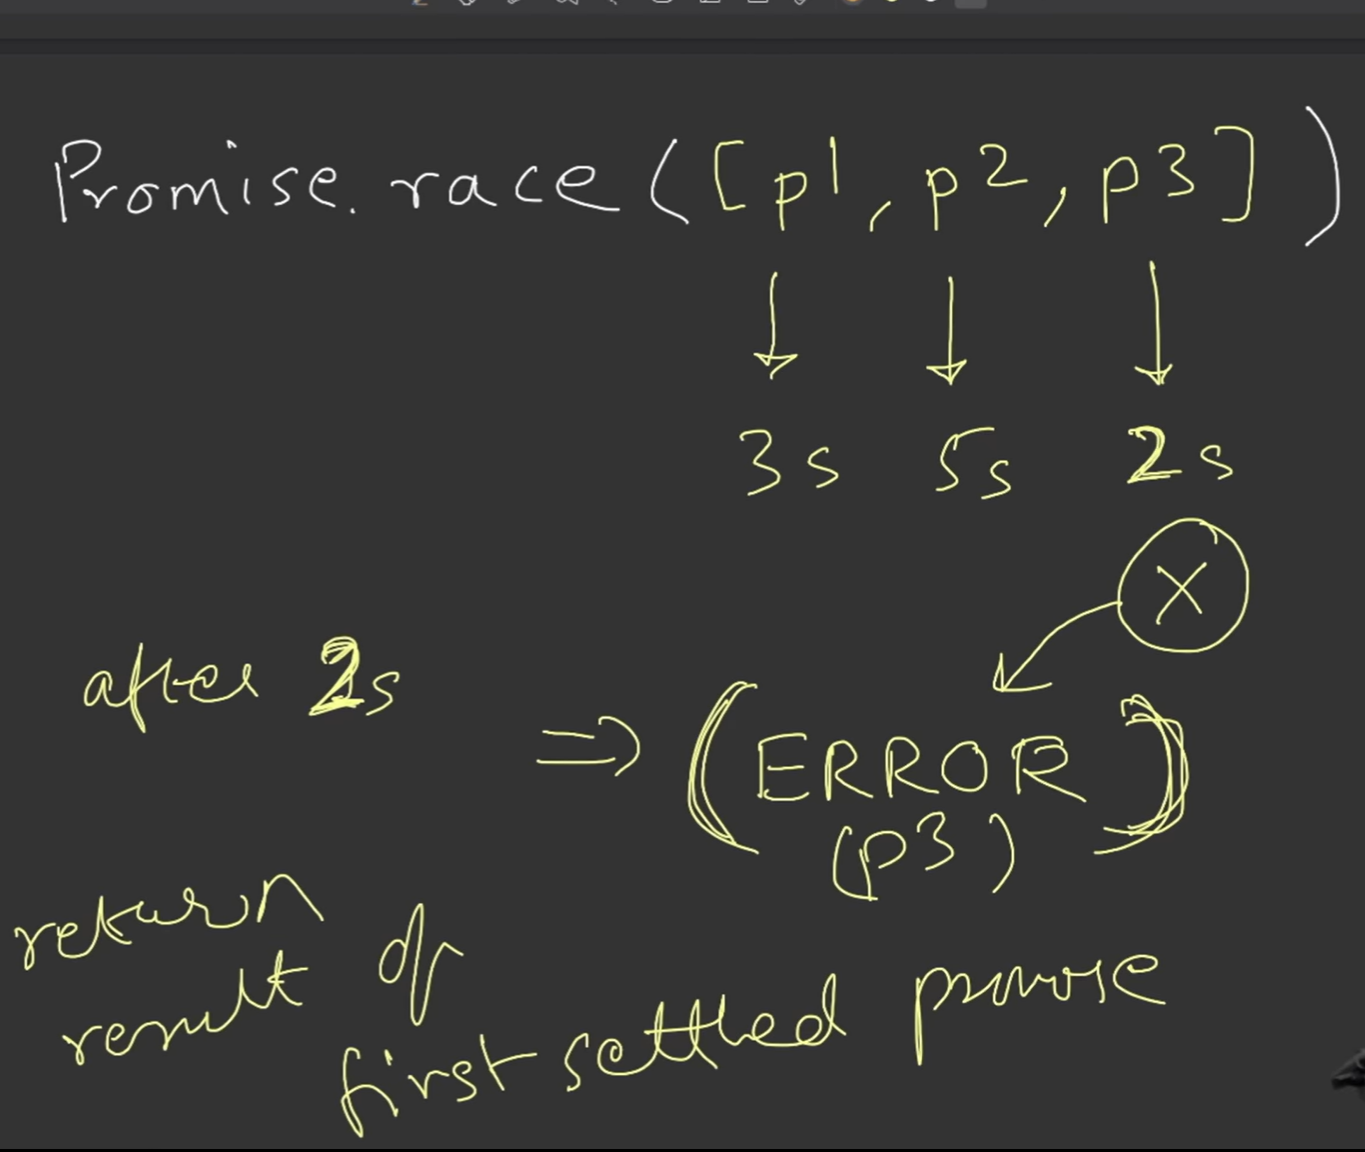 Promise.race([p1, p2, p3])
3s 5s 2s
X
after 2s
=> (ERROR)
(p3)
return
result of
first settled promise